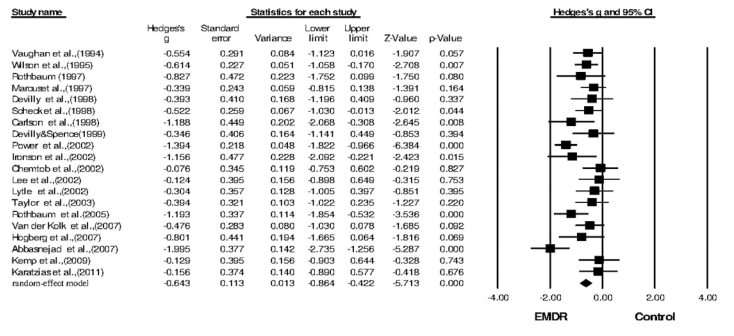 Study name Statistics for each study Hedges's g and 95% CI
Hedges's g Standard error Variance Lower limit Upper limit Z-Value p-Value
Vaughan et al.,(1994) -0.554 0.291 0.084 -1.123 0.016 -1.907 0.057
Wilson et al.,(1995) -0.614 0.227 0.051 -1.058 -0.170 -2.708 0.007
Rothbaum (1997) -0.827 0.472 0.223 -1.752 0.099 -1.750 0.080
Marcuset al.,(1997) -0.339 0.243 0.059 -0.815 0.138 -1.391 0.164
Devilly et al.,(1998) -0.393 0.410 0.168 -1.196 0.409 -0.960 0.337
Scheck et al.,(1998) -0.522 0.259 0.067 -1.030 -0.013 -2.012 0.044
Carlson et al.,(1998) -1.188 0.449 0.202 -2.068 -0.308 -2.645 0.008
Devilly&Spence(1999) -0.346 0.406 0.164 -1.141 0.449 -0.853 0.394
Power et al.,(2002) -1.394 0.218 0.048 -1.822 -0.966 -6.384 0.000
Ironson et al.,(2002) -1.156 0.477 0.228 -2.092 -0.221 -2.423 0.015
Chemtob et al.,(2002) -0.076 0.345 0.119 -0.753 0.602 -0.219 0.827
Lee et al.,(2002) -0.124 0.395 0.156 -0.898 0.649 -0.315 0.753
Lytle et al.,(2002) -0.304 0.357 0.128 -1.005 0.397 -0.851 0.395
Taylor et al.,(2003) -0.394 0.321 0.103 -1.022 0.235 -1.227 0.220
Rothbaum et al.(2005) -1.193 0.337 0.114 -1.854 -0.532 -3.536 0.000
Van der Kolk et al.,(2007) -0.476 0.283 0.080 -1.030 0.078 -1.685 0.092
Hogberg et al.,(2007) -0.801 0.441 0.194 -1.665 0.064 -1.816 0.069
Abbasnejad et al.,(2007) -1.995 0.377 0.142 -2.735 -1.256 -5.287 0.000
Kemp et al.,(2009) -0.129 0.395 0.156 -0.903 0.644 -0.328 0.743
Karatzias et al.,(2011) -0.156 0.374 0.140 -0.890 0.577 -0.418 0.676
random-effect model -0.643 0.113 0.013 -0.864 -0.422 -5.713 0.000
-4.00 -2.00 0.00 2.00 4.00
EMDR Control